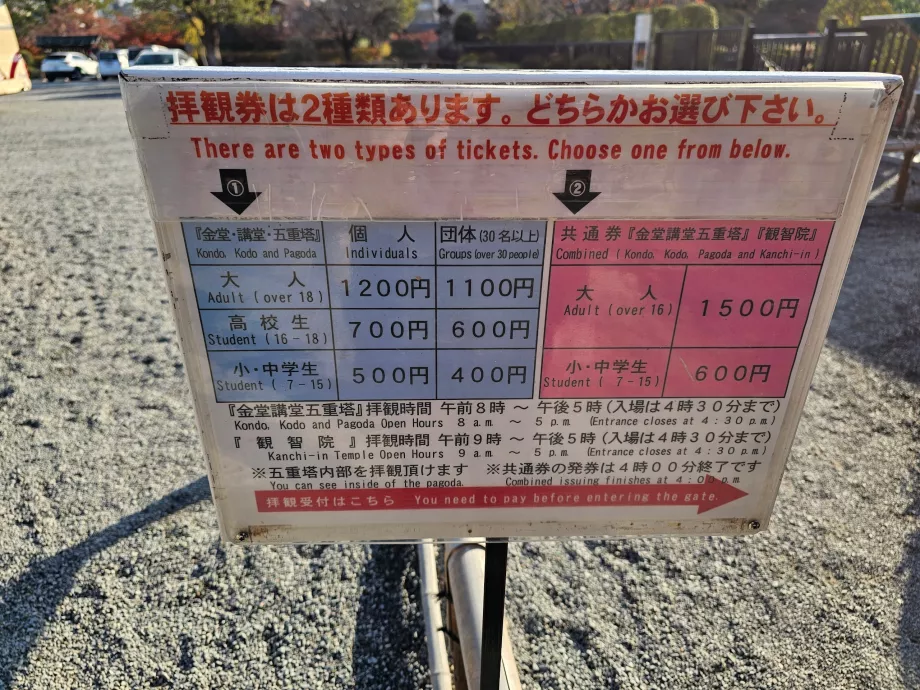 拝観券は2種類あります。どちらかお選び下さい。
There are two types of tickets. Choose one from below.
① ②
『金堂・講堂・五重塔』 個人 団体(30名以上) 共通券『金堂講堂五重塔』『観智院』
Kondo. Kodo and Pagoda Individuals Groups (over 30 people) Combined (Kondo. Kodo. Pagoda and Kanchi-in)
大人 1200円 1100円 大人 1500円
Adult (over 18) Adult (over 16)
高校生 700円 600円
Student (16-18)
小・中学生 500円 400円 小・中学生 600円
Student (7-15) Student (7-15)
『金堂講堂五重塔』拝観時間 午前8時 ～ 午後5時 (入場は4時30分まで)
Kondo. Kodo and Pagoda Open Hours 8 a.m. ～ 5 p.m. (Entrance closes at 4:30 p.m.)
『観智院』拝観時間 午前9時 ～ 午後5時 (入場は4時30分まで)
Kanchi-in Temple Open Hours 9 a.m. ～ 5 p.m. (Entrance closes at 4:30 p.m.)
※五重塔内部を拝観頂けます ※共通券の発券は4時00分終了です
You can see inside of the pagoda. Combined issuing finishes at 4:00 p.m.
拝観受付はこちら You need to pay before entering the gate.